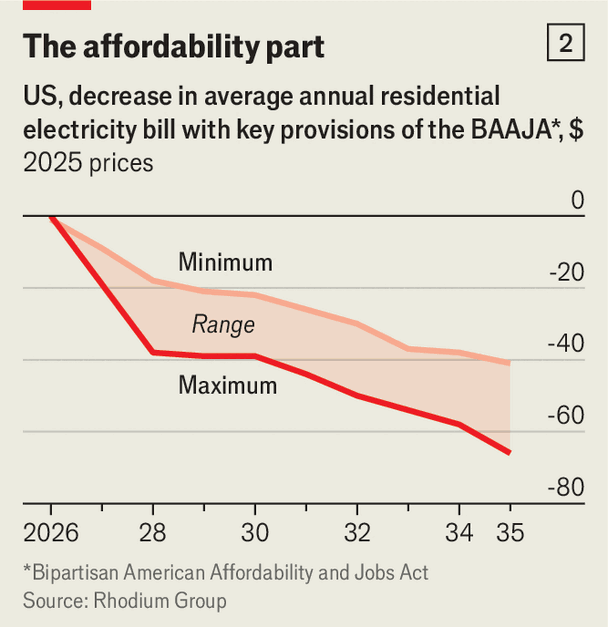 The affordability part
2
US, decrease in average annual residential
electricity bill with key provisions of the BAAJA*, $
2025 prices
0
Minimum
-20
Range
-40
Maximum
-60
-80
2026 28 30 32 34 35
*Bipartisan American Affordability and Jobs Act
Source: Rhodium Group